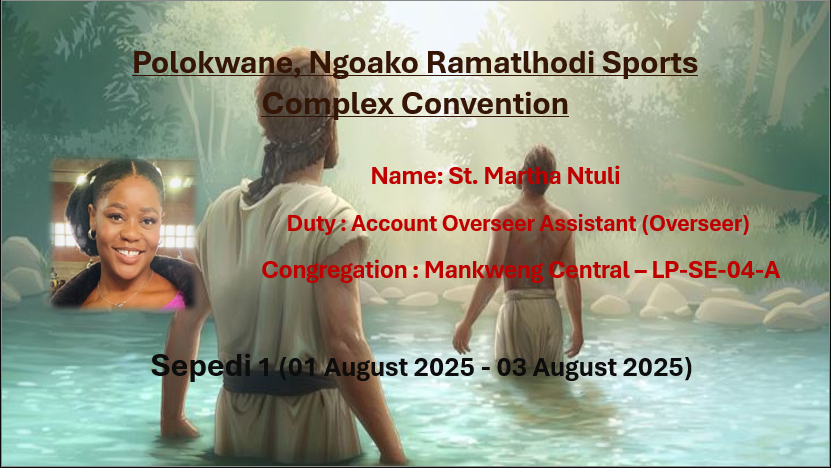 Polokwane, Ngoako Ramatlhodi Sports
Complex Convention
Name: St. Martha Ntuli
Duty : Account Overseer Assistant (Overseer)
Congregation : Mankweng Central – LP-SE-04-A
Sepedi 1 (01 August 2025 - 03 August 2025)